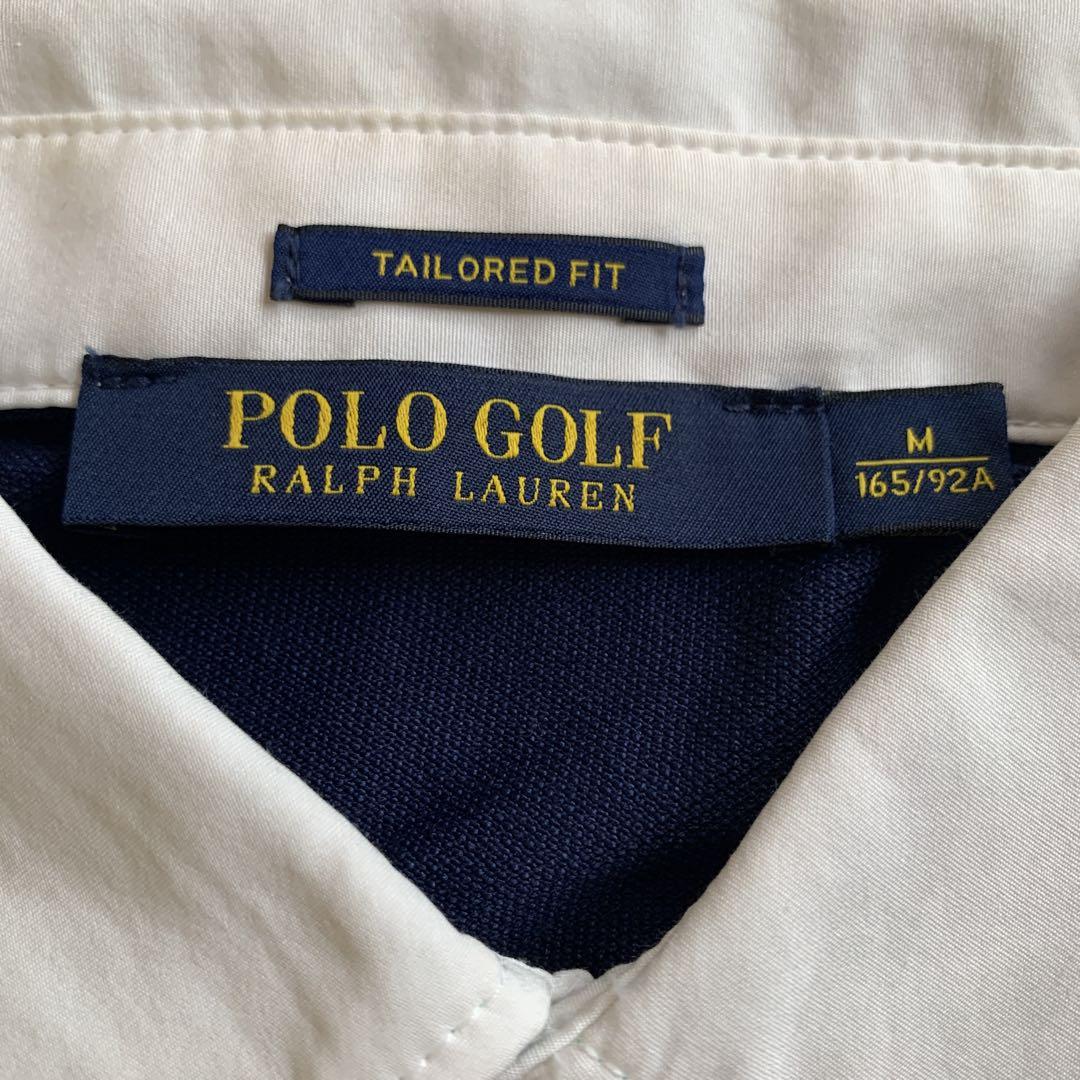 TAILORED FIT
POLO GOLF
RALPH LAUREN
M
165/92A